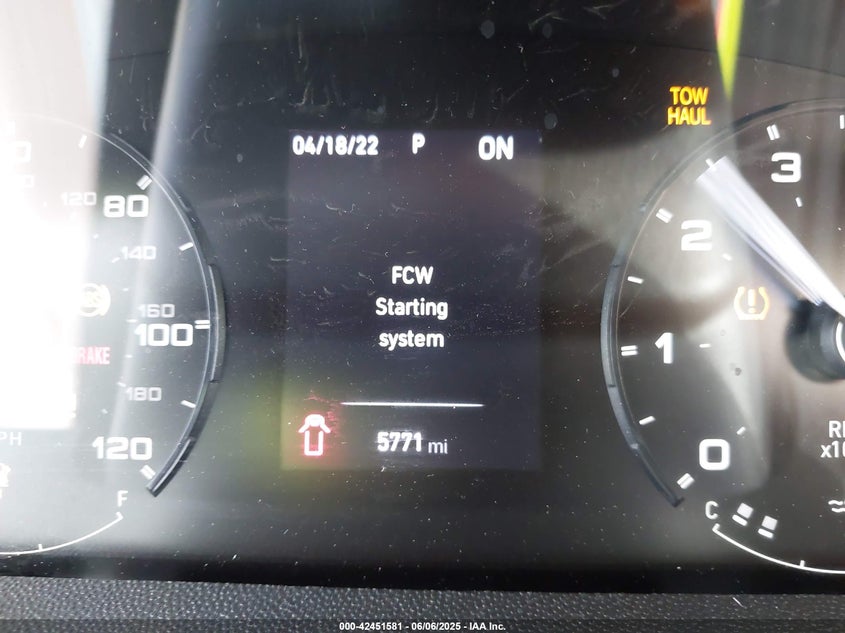 TOW
HAUL
04/18/22 P ON
FCW
Starting
system
5771 mi
120 80
140
160
100
BRAKE
180
120
F
3
2
1
0
C
000-42451581 - 06/06/2025 - IAA Inc.